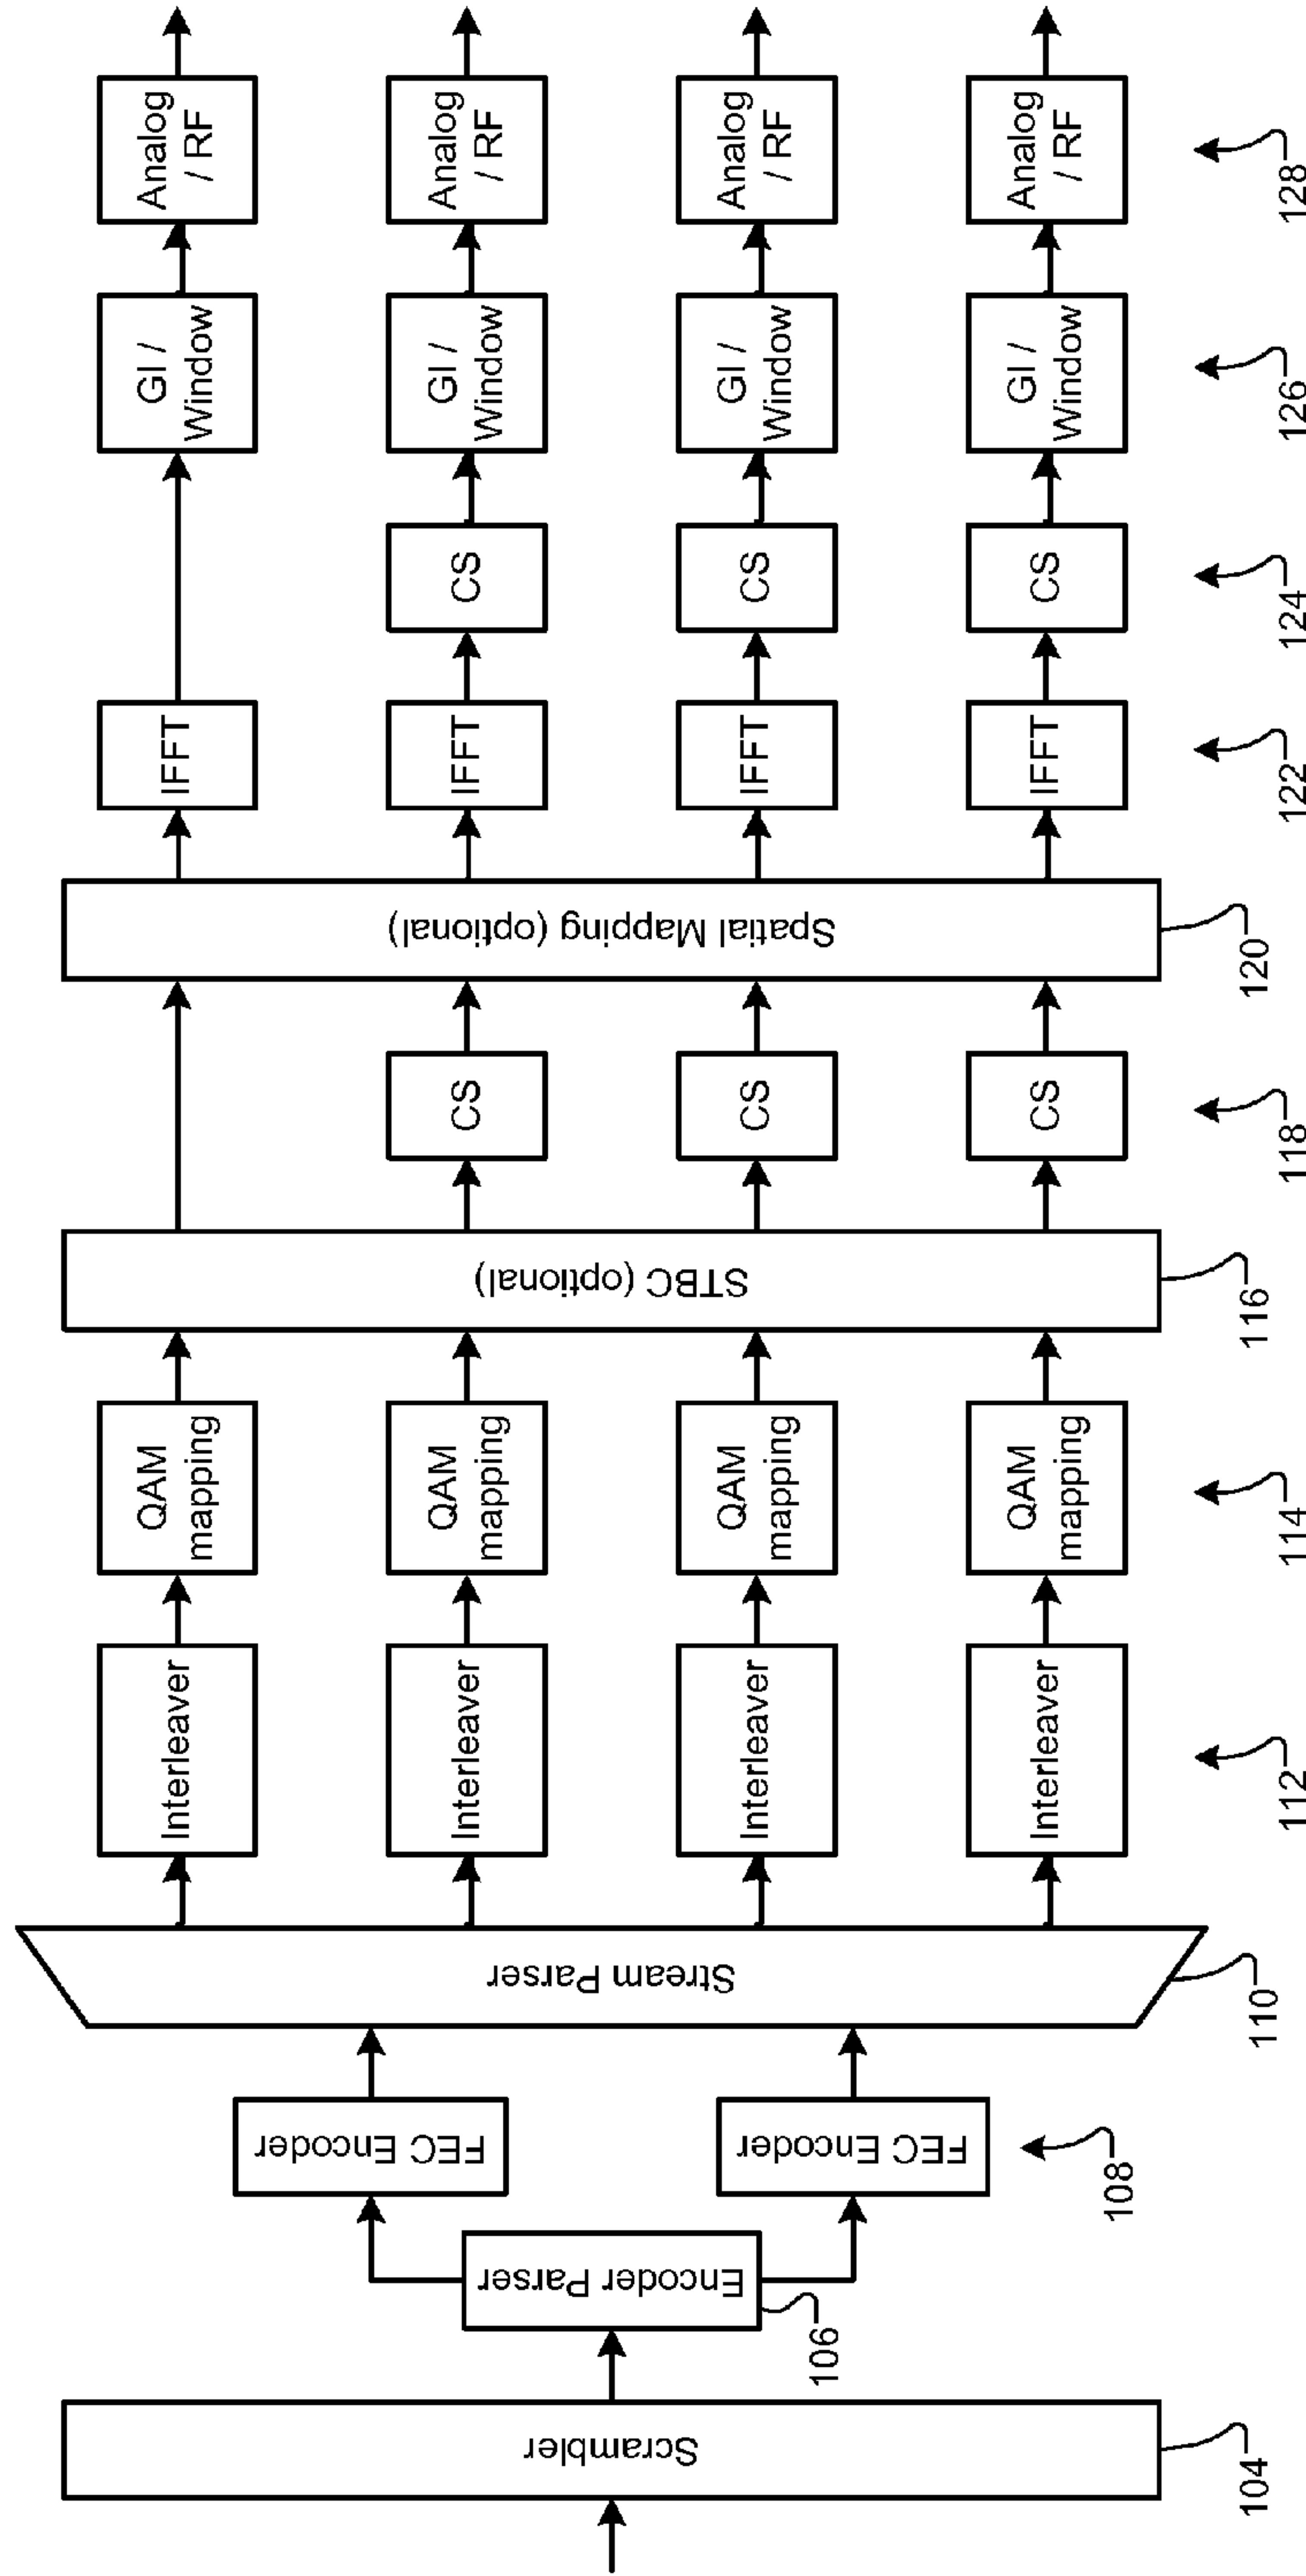 Scrambler
104
Encoder Parser
106
FEC Encoder
FEC Encoder
108
Stream Parser
110
Interleaver
Interleaver
Interleaver
Interleaver
112
QAM
mapping
QAM
mapping
QAM
mapping
QAM
mapping
114
STBC (optional)
116
CS
CS
CS
118
Spatial Mapping (optional)
120
IFFT
IFFT
IFFT
IFFT
122
CS
CS
CS
124
GI /
Window
GI /
Window
GI /
Window
GI /
Window
126
Analog
/ RF
Analog
/ RF
Analog
/ RF
Analog
/ RF
128